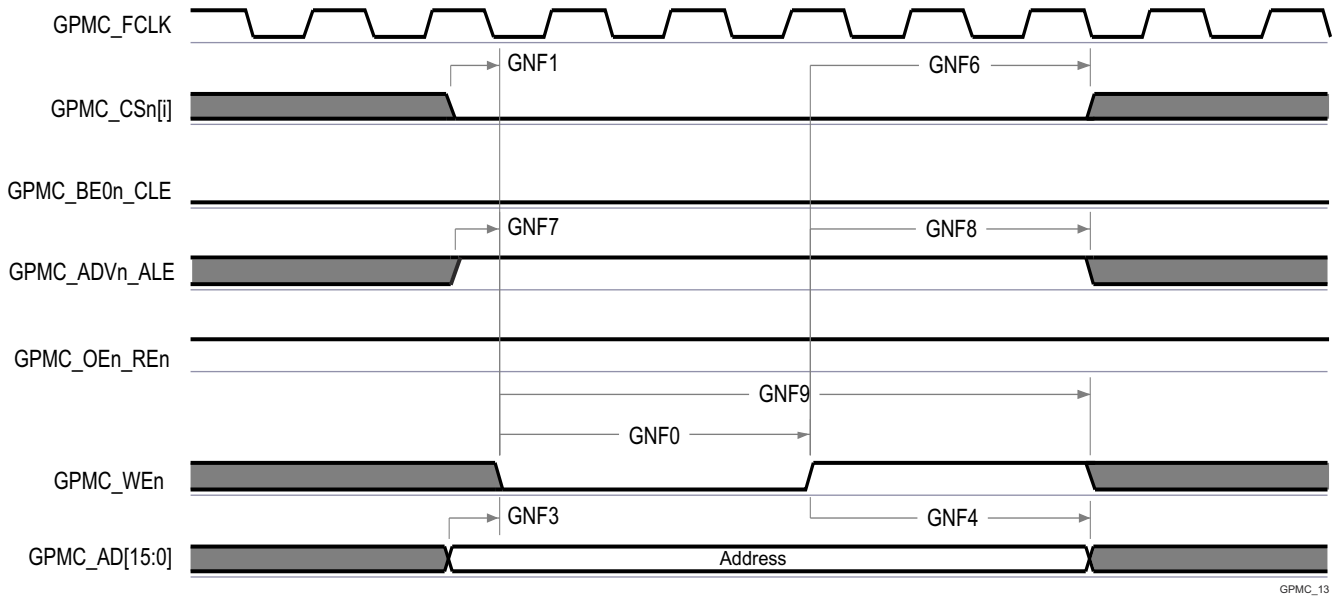 GPMC_FCLK
GNF1
GNF6
GPMC_CSn[i]
GPMC_BE0n_CLE
GNF7
GNF8
GPMC_ADVn_ALE
GPMC_OEn_REn
GNF9
GNF0
GPMC_WEn
GNF3
GNF4
GPMC_AD[15:0]
Address
GPMC_13